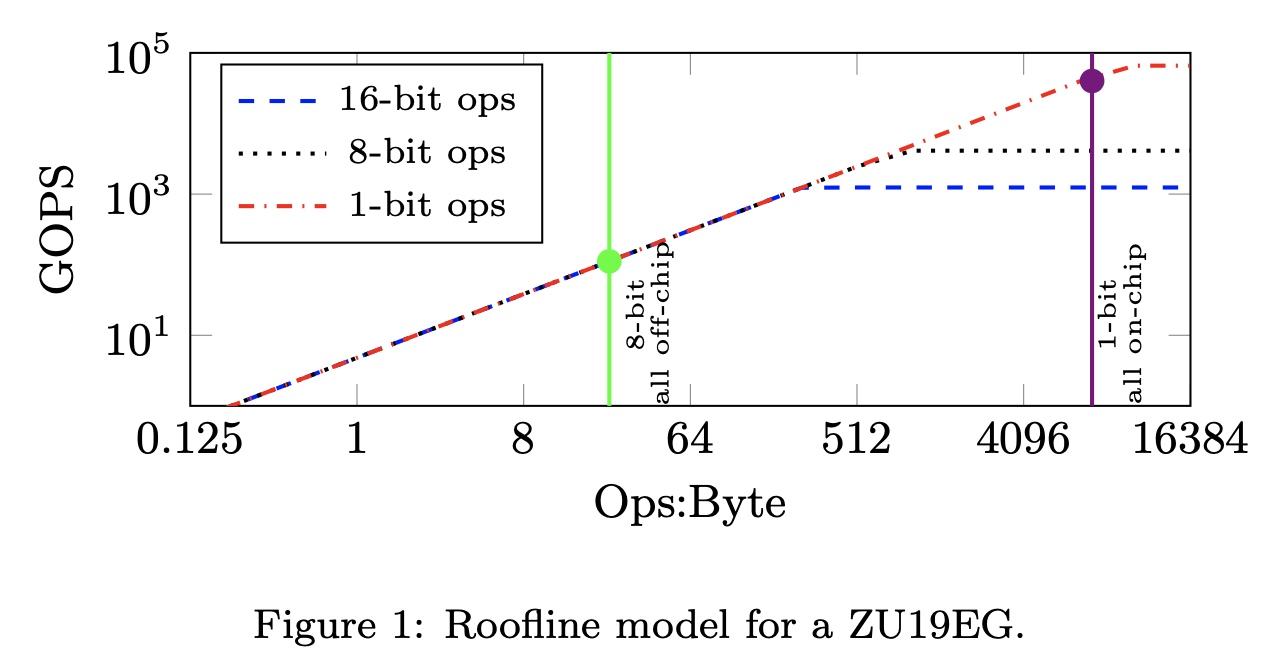 10^5
10^3
10^1
GOPS
16-bit ops
8-bit ops
1-bit ops
8-bit
all off-chip
1-bit
all on-chip
0.125 1 8 64 512 4096 16384
Ops:Byte
Figure 1: Roofline model for a ZU19EG.